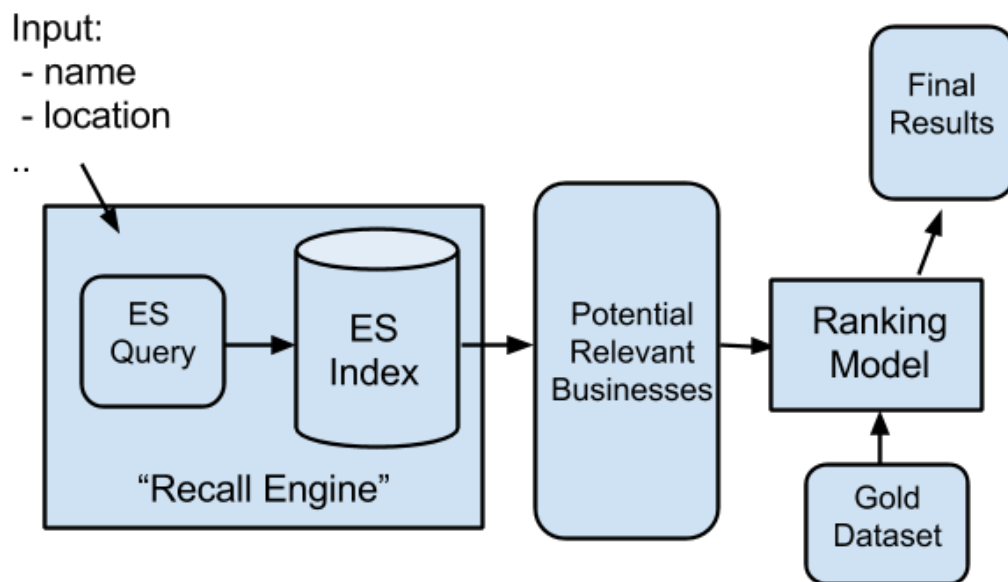 Input:
- name
- location
..
ES
Query
ES
Index
“Recall Engine”
Potential
Relevant
Businesses
Ranking
Model
Final
Results
Gold
Dataset